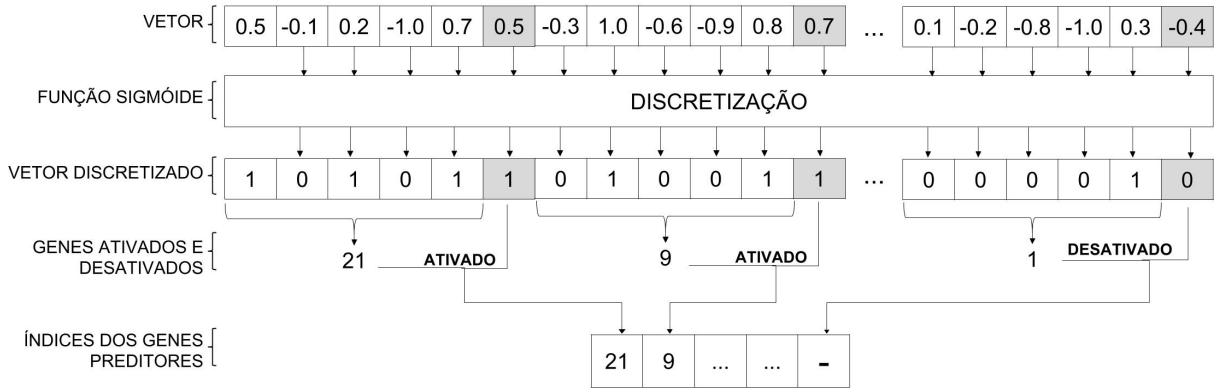 VETOR
0.5 -0.1 0.2 -1.0 0.7 0.5 -0.3 1.0 -0.6 -0.9 0.8 0.7 ... 0.1 -0.2 -0.8 -1.0 0.3 -0.4
FUNÇÃO SIGMÓIDE
DISCRETIZAÇÃO
VETOR DISCRETIZADO
1 0 1 0 1 1 0 1 0 0 1 1 ... 0 0 0 0 1 0
GENES ATIVADOS E
DESATIVADOS
21 ATIVADO 9 ATIVADO 1 DESATIVADO
ÍNDICES DOS GENES
PREDITORES
21 9 ... ... -